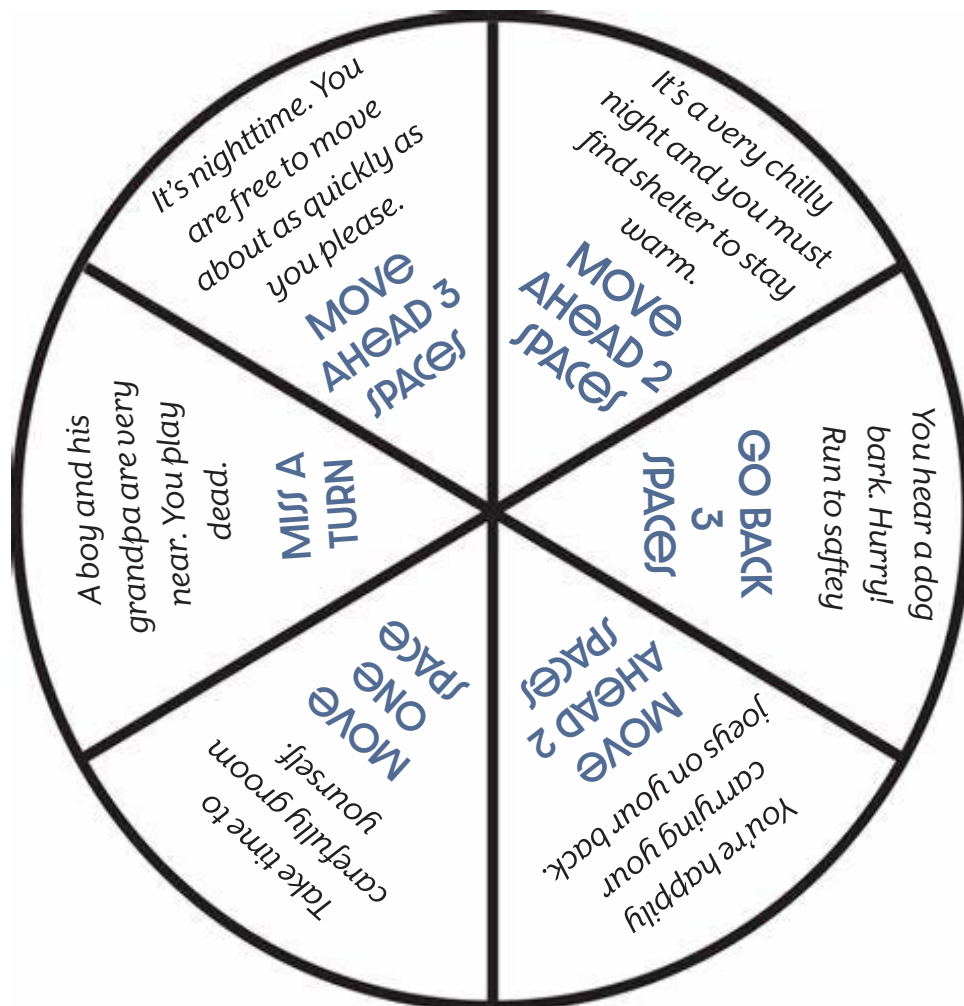 It's nighttime. You
are free to move
about as quickly as
you please.
MOVE
AHEAD 3
SPACES
It's a very chilly
night and you must
find shelter to stay
warm.
MOVE
AHEAD 2
SPACES
You hear a dog
bark. Hurry!
Run to saftey
GO BACK
3
SPACES
You're happily
carrying your
joeys on your back.
MOVE
AHEAD 2
SPACES
Take time to
carefully groom
yourself.
MOVE
ONE
SPACE
A boy and his
grandpa are very
near. You play
dead.
MISS A
TURN